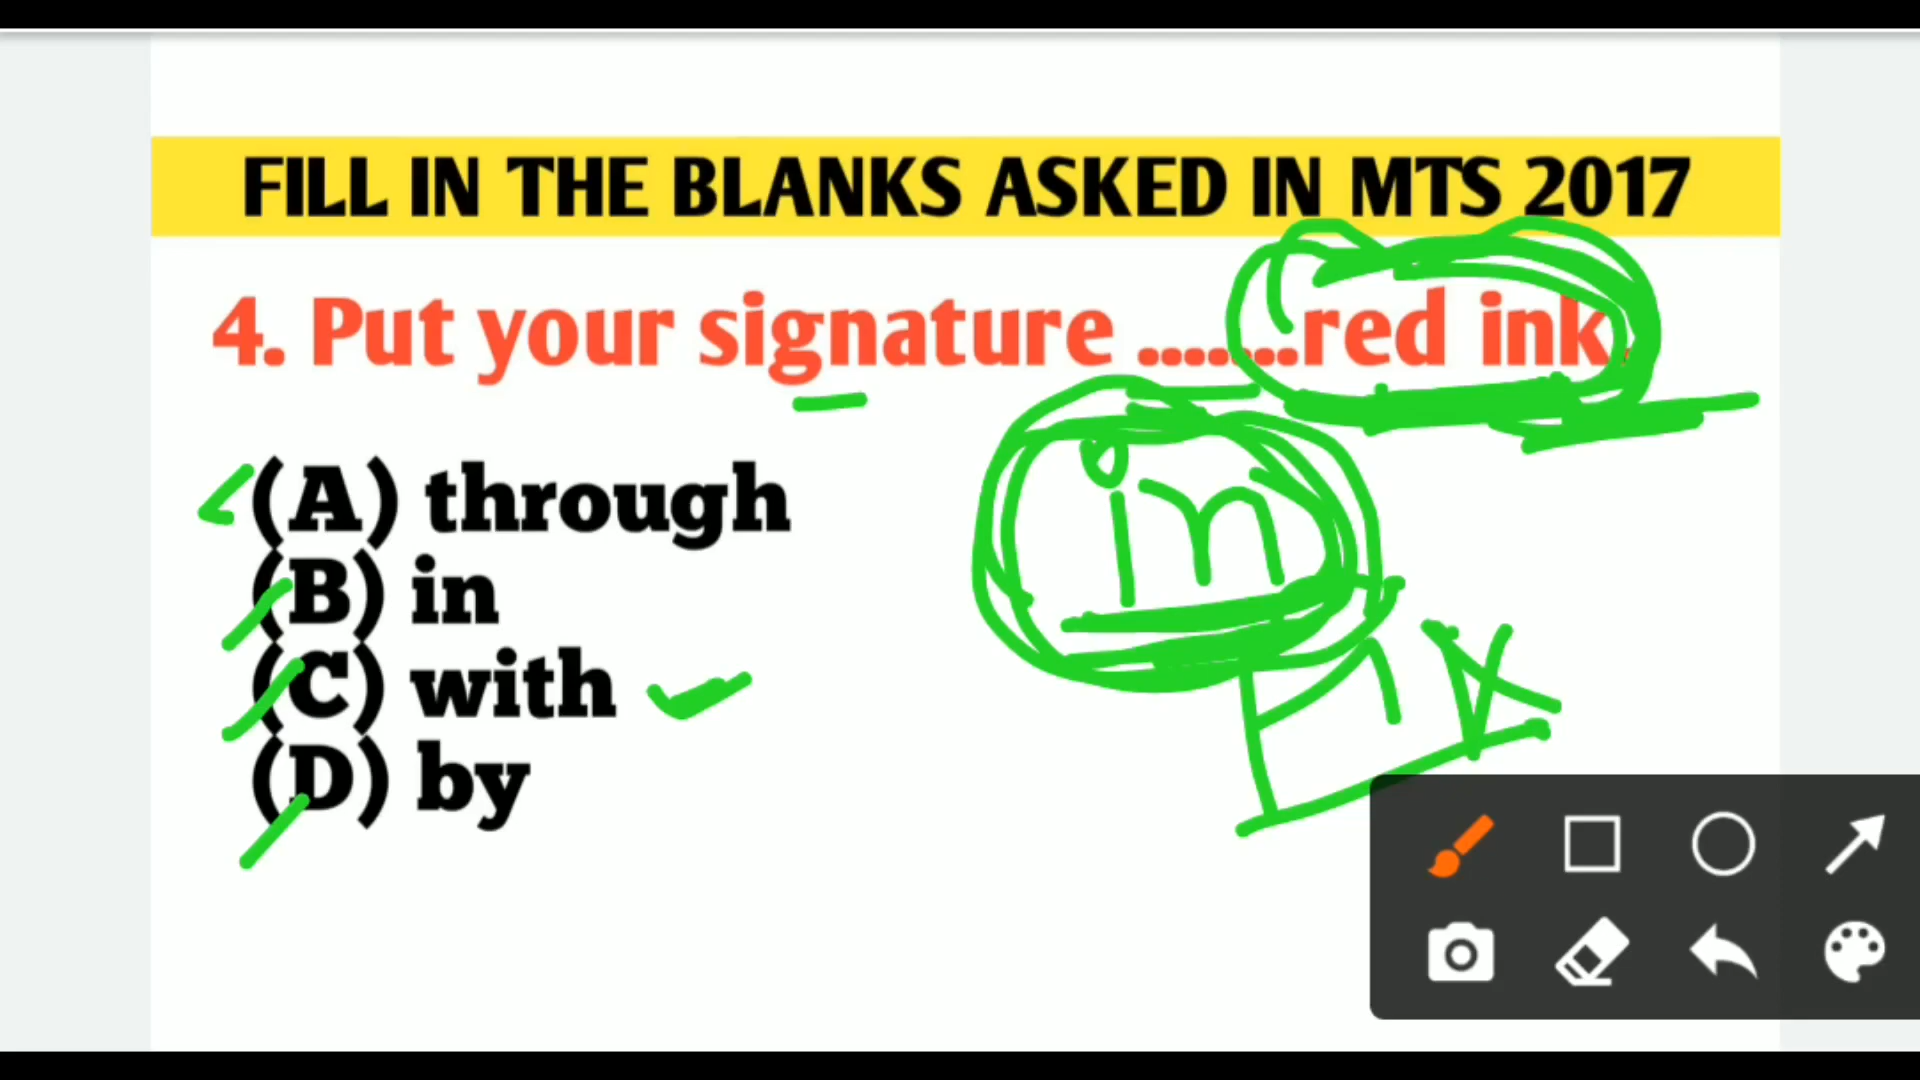 FILL IN THE BLANKS ASKED IN MTS 2017
4. Put your signature .......red ink.
(A) through
(B) in
(C) with
(D) by
in
Fix